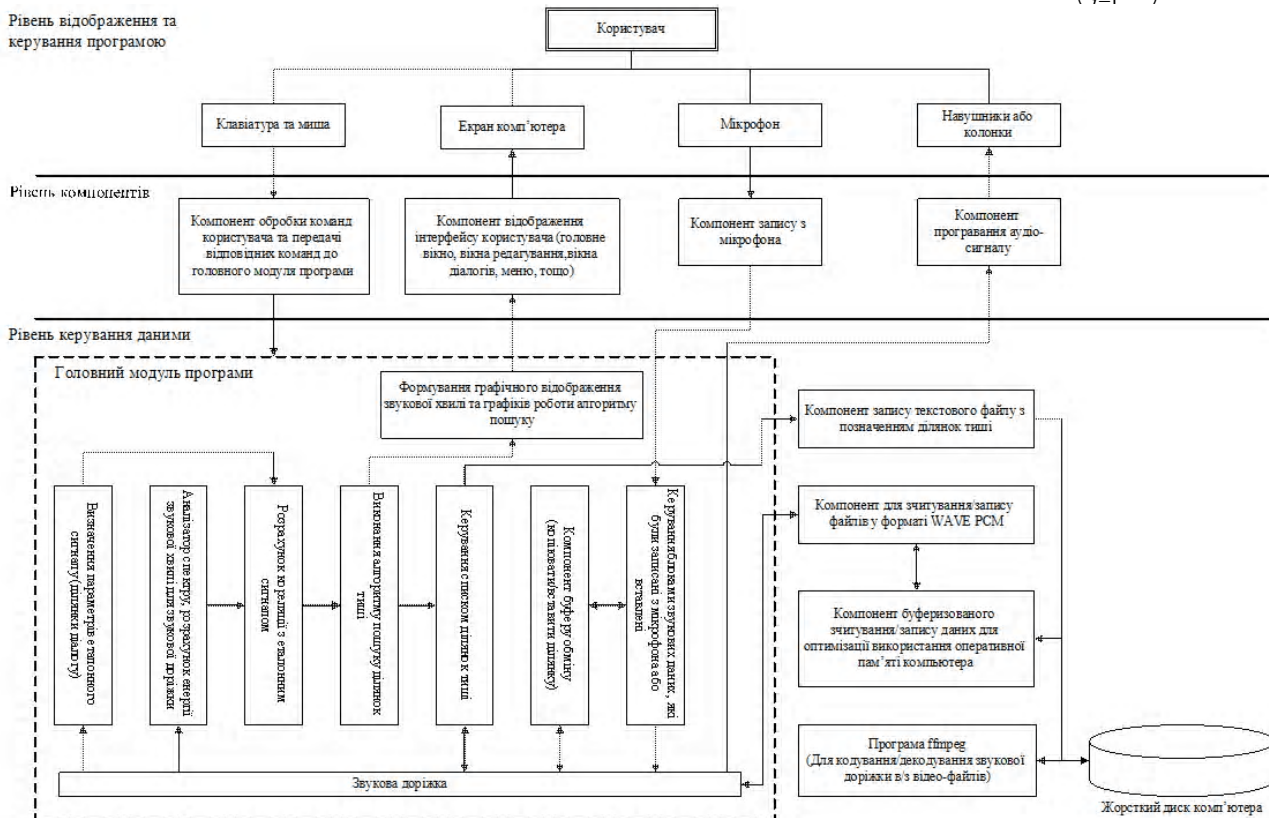 Рівень відображення та
керування програмою
Користувач
Клавіатура та миша
Екран комп’ютера
Мікрофон
Навушники або
колонки
Рівень компонентів
Компонент обробки команд
користувача та передачі
відповідних команд до
головного модуля програми
Компонент відображення
інтерфейсу користувача (головне
вікно, вікна редагування,вікна
діалогів, меню, тощо)
Компонент запису з
мікрофона
Компонент
програвання аудіо-
сигналу
Рівень керування даними
Головний модуль програми
Формування графічного відображення
звукової хвилі та графіків роботи алгоритму
пошуку
Компонент запису текстового файлу з
позначенням ділянок тиші
Визначення параметрів еталонного
сигналу (ділянки діалогу)
Аналізатор спектру, розрахунок енергії
звукової хвилі для звукової доріжки
Розрахунок кореляції з еталонним
сигналом
Виконання алгоритму пошуку ділянок
тиші
Керування списком ділянок тиші
Компонент буферу обміну
(копіювати/вставити ділянку)
Керування блоками звукових даних, які
були записані з мікрофона або
вставлені
Компонент для зчитування/запису
файлів у форматі WAVE PCM
Компонент буферизованого
зчитування/запису даних для
оптимізації використання оперативної
пам’яті компьютера
Програма ffmpeg
(Для кодування/декодування звукової
доріжки в/з відео-файлів)
Звукова доріжка
Жорсткий диск комп’ютера